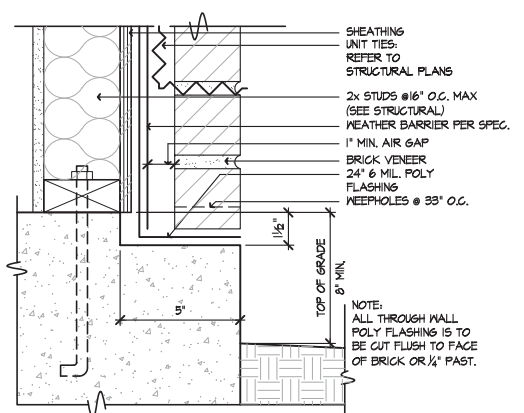 SHEATHING
UNIT TIES:
REFER TO
STRUCTURAL PLANS
2x STUDS @16" O.C. MAX
(SEE STRUCTURAL)
WEATHER BARRIER PER SPEC.
1" MIN. AIR GAP
BRICK VENEER
24" 6 MIL. POLY
FLASHING
WEEPHOLES @ 33" O.C.
1½"
TOP OF GRADE
8" MIN.
5"
NOTE:
ALL THROUGH WALL
POLY FLASHING IS TO
BE CUT FLUSH TO FACE
OF BRICK OR ¼" PAST.